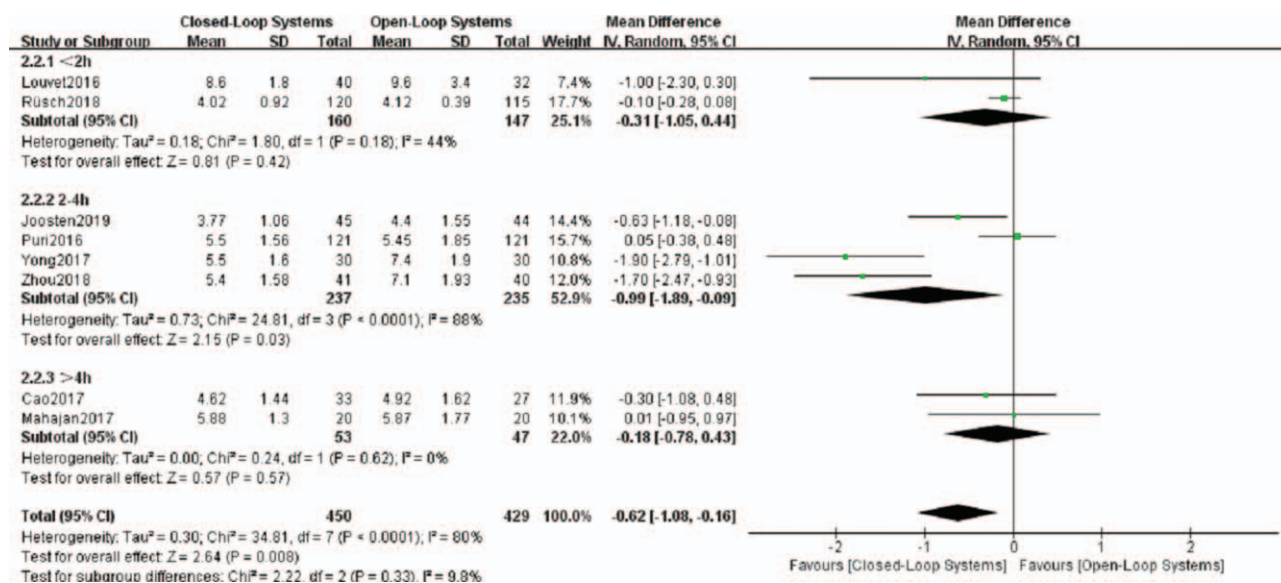 Closed-Loop Systems Open-Loop Systems Mean Difference Mean Difference
Study or Subgroup Mean SD Total Mean SD Total Weight IV, Random, 95% CI IV, Random, 95% CI
2.2.1 <2h
Louvet2016 8.6 1.8 40 9.6 3.4 32 7.4% -1.00 [-2.30, 0.30]
Rüsch2018 4.02 0.92 120 4.12 0.39 115 17.7% -0.10 [-0.28, 0.08]
Subtotal (95% CI) 160 147 25.1% -0.31 [-1.05, 0.44]
Heterogeneity: Tau² = 0.18; Chi² = 1.80, df = 1 (P = 0.18); I² = 44%
Test for overall effect: Z = 0.81 (P = 0.42)
2.2.2 2-4h
Joosten2019 3.77 1.06 45 4.4 1.55 44 14.4% -0.63 [-1.18, -0.08]
Puri2016 5.5 1.56 121 5.45 1.85 121 15.7% 0.05 [-0.38, 0.48]
Yong2017 5.5 1.6 30 7.4 1.9 30 10.8% -1.90 [-2.79, -1.01]
Zhou2018 5.4 1.58 41 7.1 1.93 40 12.0% -1.70 [-2.47, -0.93]
Subtotal (95% CI) 237 235 52.9% -0.99 [-1.89, -0.09]
Heterogeneity: Tau² = 0.73; Chi² = 24.81, df = 3 (P < 0.0001); I² = 88%
Test for overall effect: Z = 2.15 (P = 0.03)
2.2.3 >4h
Cao2017 4.62 1.44 33 4.92 1.62 27 11.9% -0.30 [-1.08, 0.48]
Mahajan2017 5.88 1.3 20 5.87 1.77 20 10.1% 0.01 [-0.95, 0.97]
Subtotal (95% CI) 53 47 22.0% -0.18 [-0.78, 0.43]
Heterogeneity: Tau² = 0.00; Chi² = 0.24, df = 1 (P = 0.62); I² = 0%
Test for overall effect: Z = 0.57 (P = 0.57)
Total (95% CI) 450 429 100.0% -0.62 [-1.08, -0.16]
Heterogeneity: Tau² = 0.30; Chi² = 34.81, df = 7 (P < 0.0001); I² = 80%
Test for overall effect: Z = 2.64 (P = 0.008)
Test for subgroup differences: Chi² = 2.22, df = 2 (P = 0.33), I² = 9.8%
-2 -1 0 1 2
Favours [Closed-Loop Systems] Favours [Open-Loop Systems]